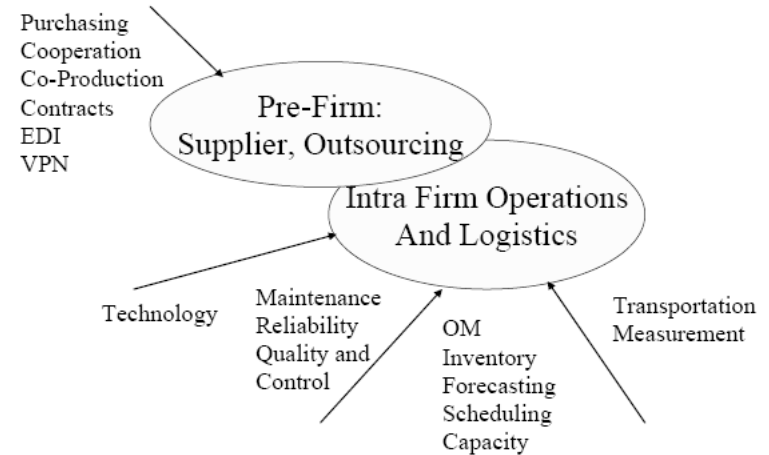 Purchasing
Cooperation
Co-Production
Contracts
EDI
VPN
Pre-Firm:
Supplier, Outsourcing
Intra Firm Operations
And Logistics
Technology
Maintenance
Reliability
Quality and
Control
OM
Inventory
Forecasting
Scheduling
Capacity
Transportation
Measurement